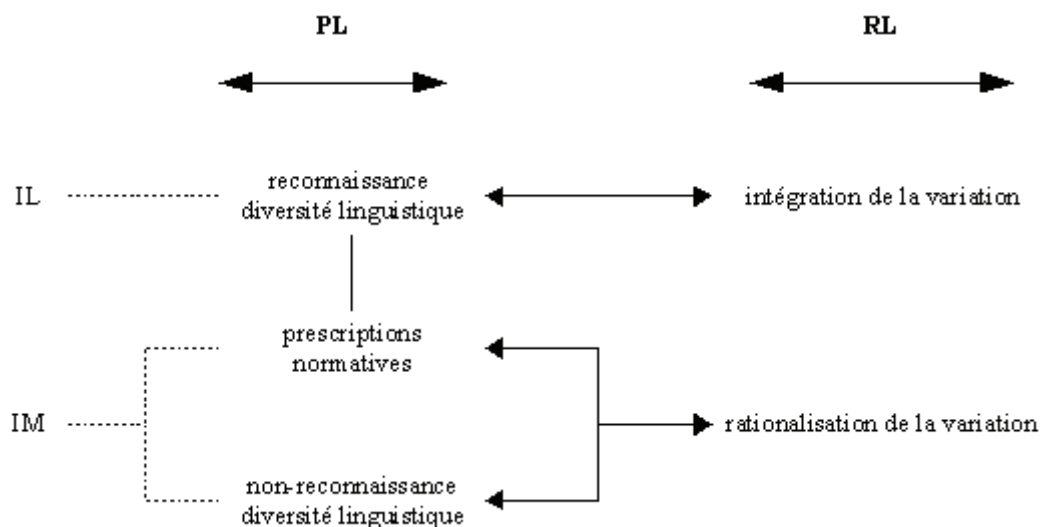 PL RL
IL reconnaissance
diversité linguistique intégration de la variation
prescriptions
normatives
IM rationalisation de la variation
non-reconnaissance
diversité linguistique